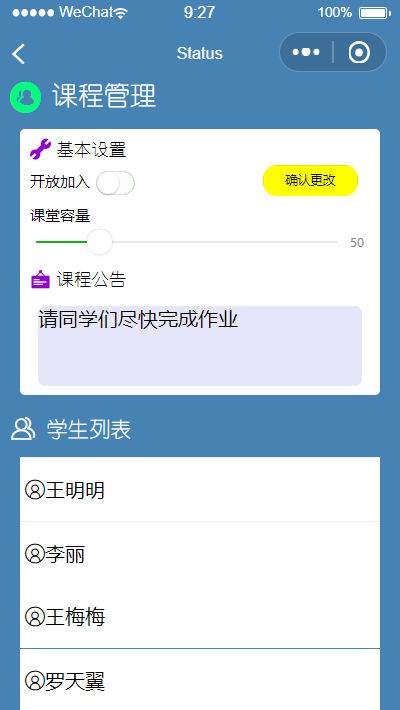 WeChat 9:27 100%
Status
课程管理
基本设置
开放加入 确认更改
课堂容量
50
课程公告
请同学们尽快完成作业
学生列表
王明明
李丽
王梅梅
罗天翼